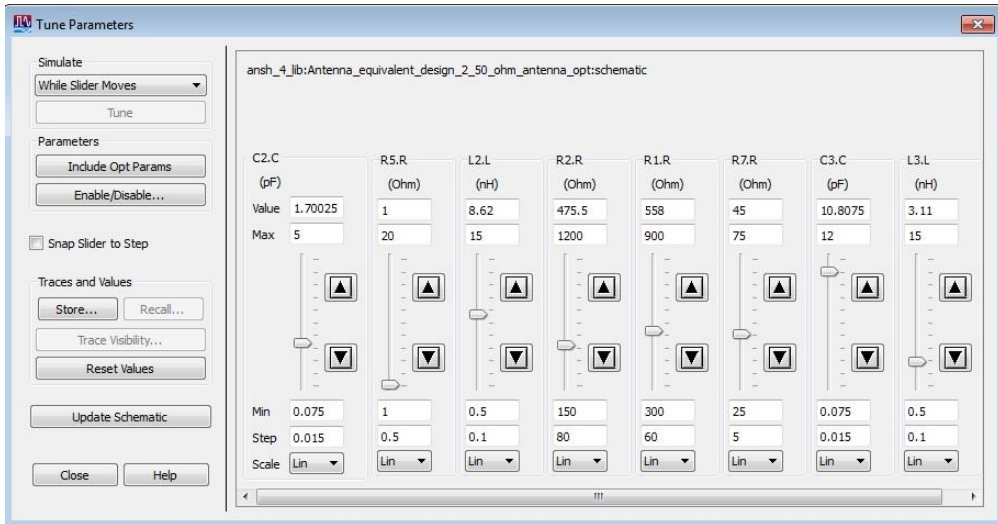 Tune Parameters
Simulate
While Slider Moves
Tune
Parameters
Include Opt Params
Enable/Disable...
Snap Slider to Step
Traces and Values
Store... Recall...
Trace Visibility...
Reset Values
Update Schematic
Close Help
ansh_4_lib:Antenna_equivalent_design_2_50_ohm_antenna_opt:schematic
C2.C R5.R L2.L R2.R R1.R R7.R C3.C L3.L
(pF) (Ohm) (nH) (Ohm) (Ohm) (Ohm) (pF) (nH)
Value 1.70025 1 8.62 475.5 558 45 10.8075 3.11
Max 5 20 15 1200 900 75 12 15
Min 0.075 1 0.5 150 300 25 0.075 0.5
Step 0.015 0.5 0.1 80 60 5 0.015 0.1
Scale Lin Lin Lin Lin Lin Lin Lin Lin